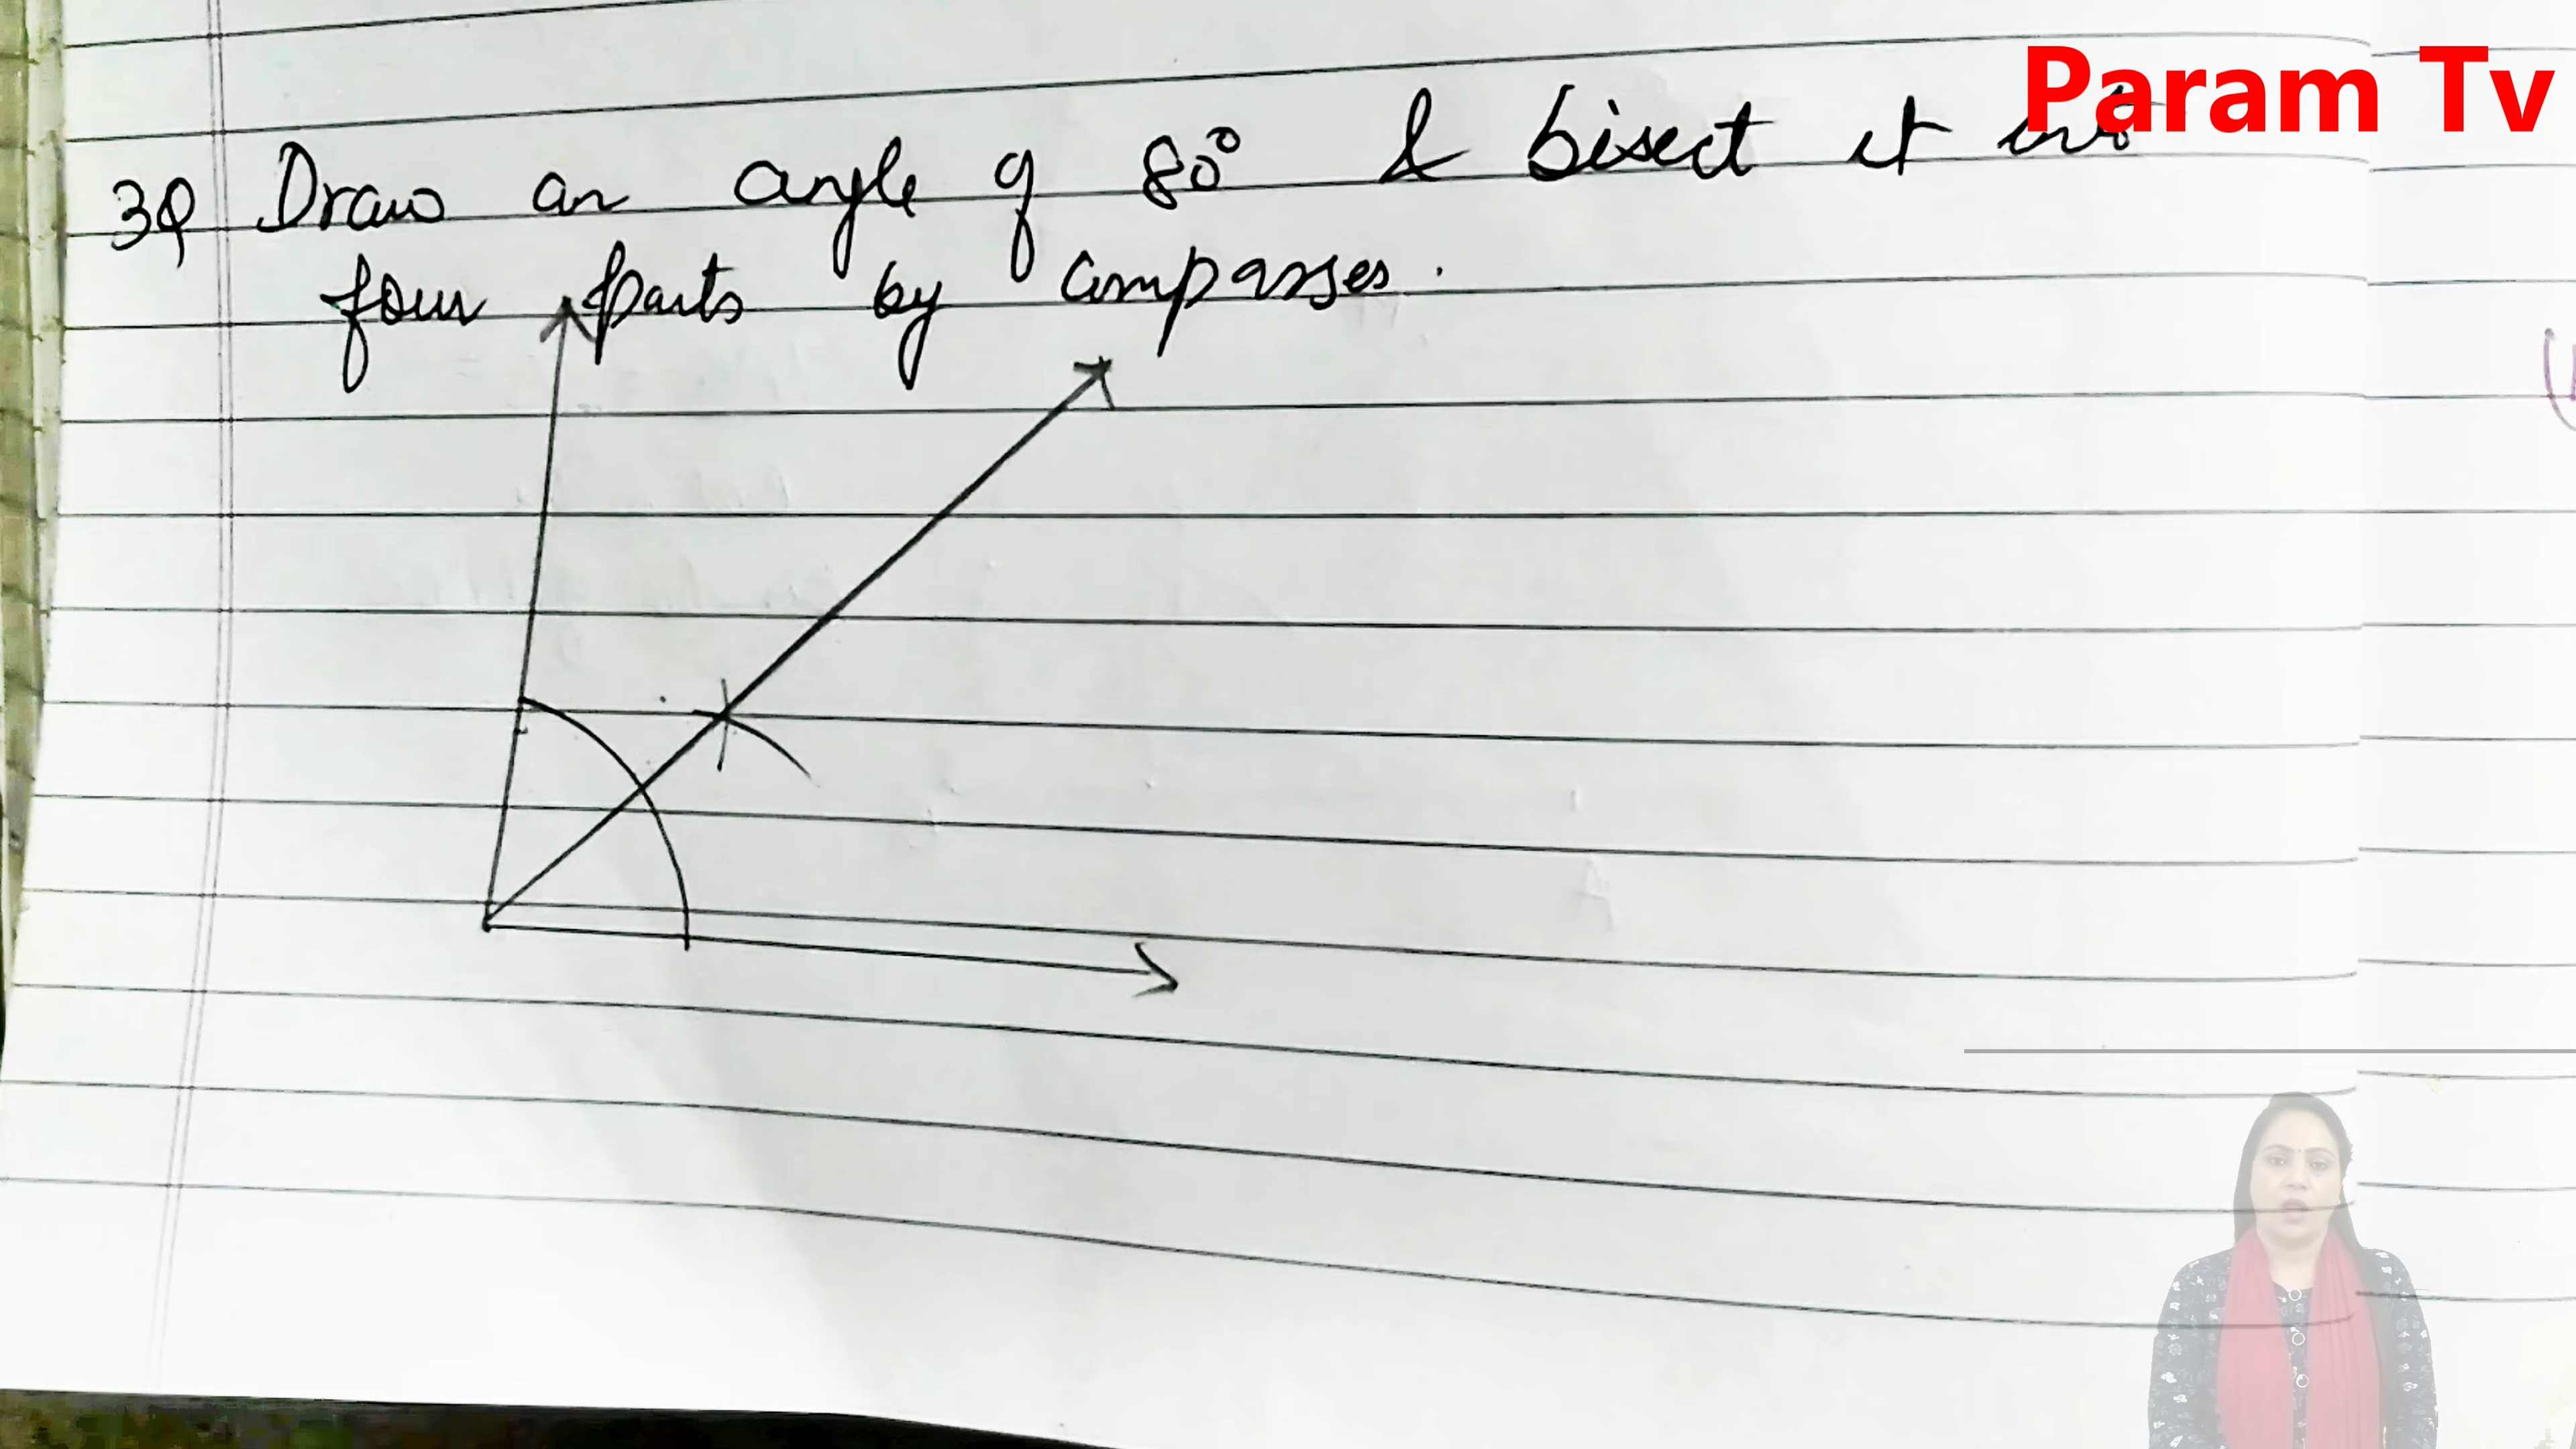 Param Tv
3Q Draw an angle of 80° & bisect it into
four parts by compasses.